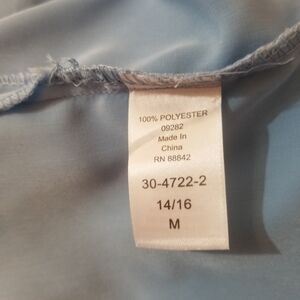 100% POLYESTER
09282
Made In
China
RN 88842
30-4722-2
14/16
M